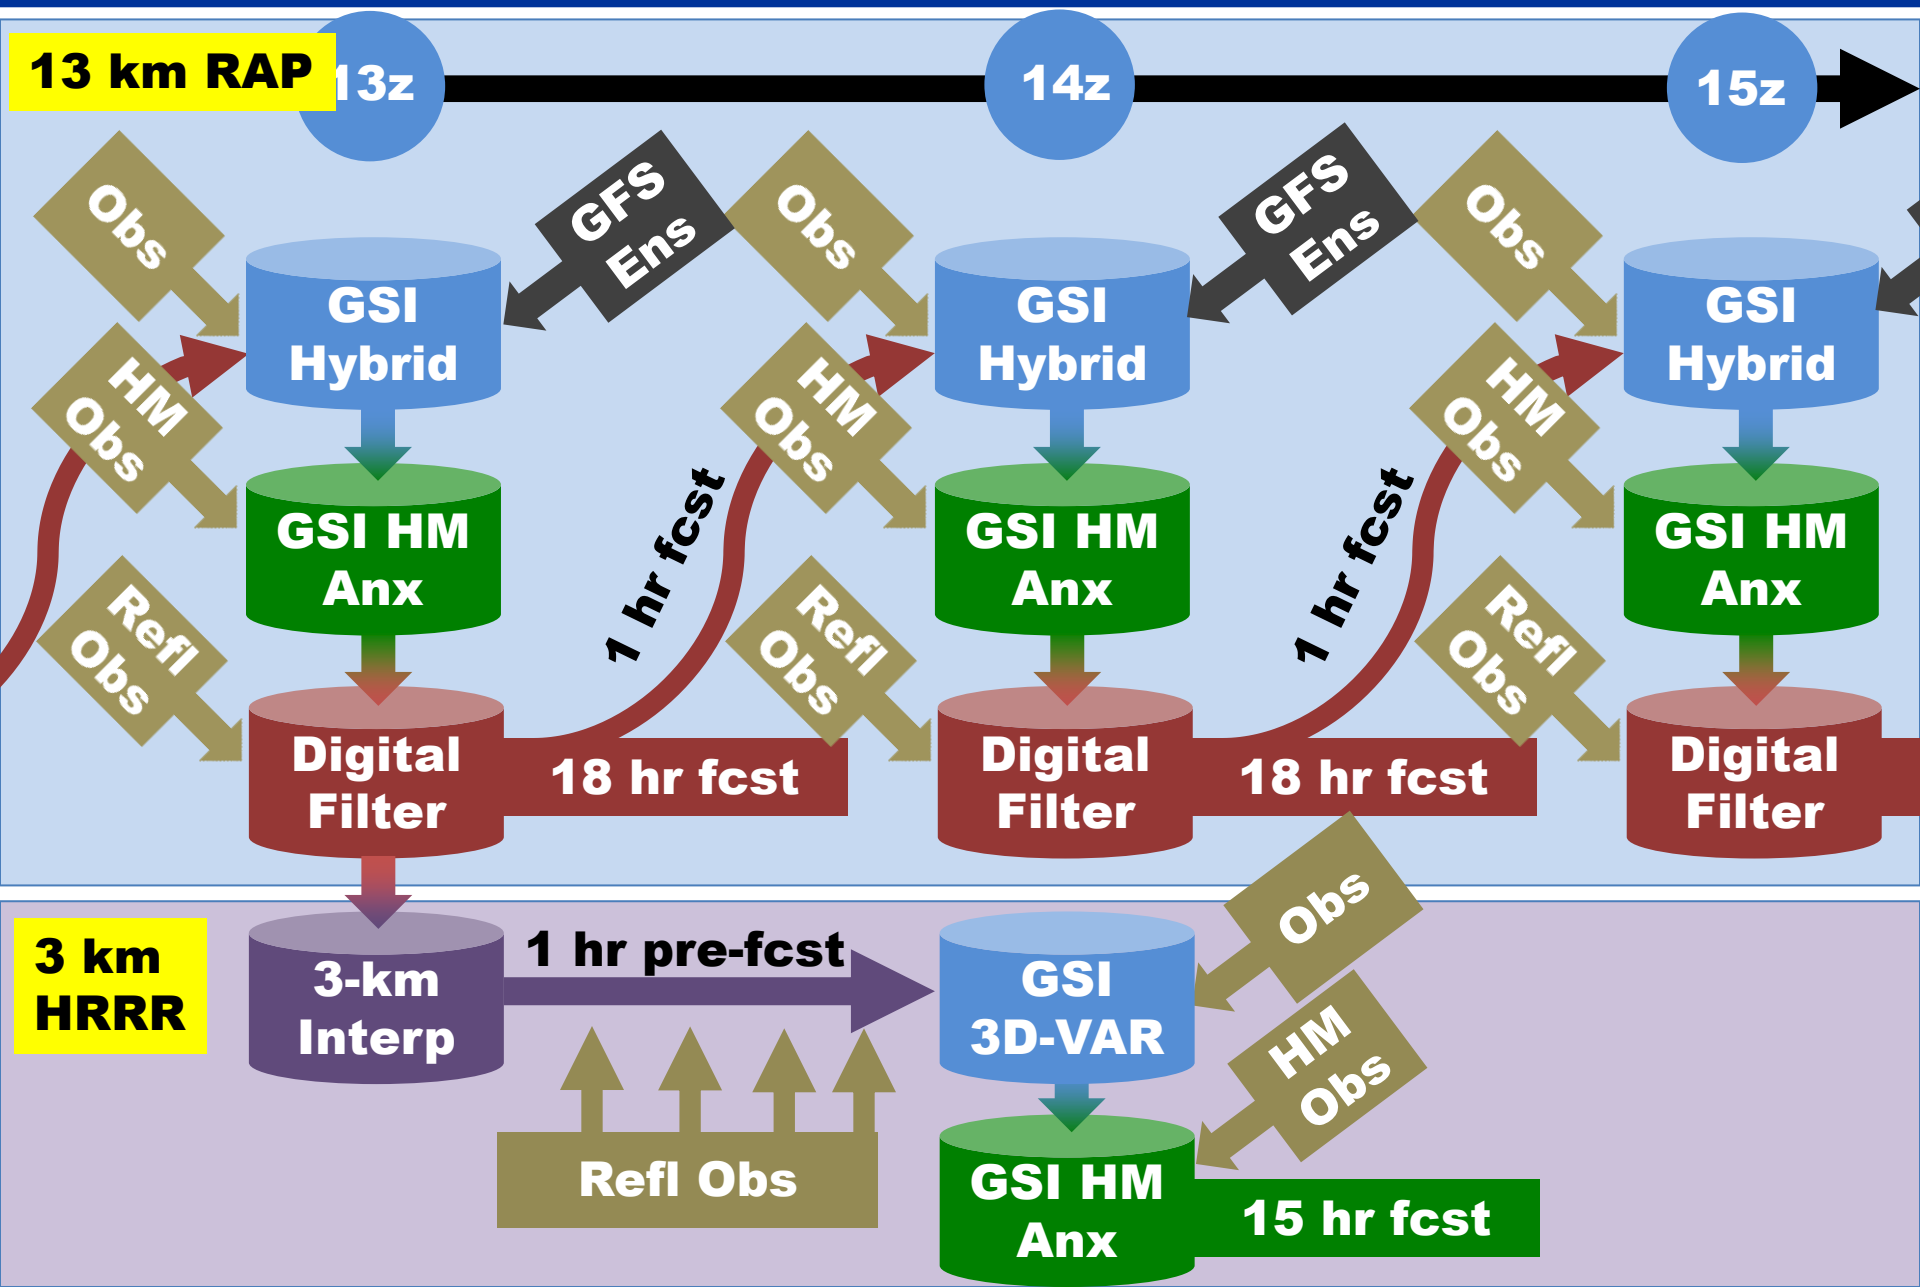 13 km RAP
13z
14z
15z
Obs
GFS
Ens
Obs
GFS
Ens
Obs
GSI
Hybrid
GSI
Hybrid
GSI
Hybrid
HM
Obs
HM
Obs
HM
Obs
GSI HM
Anx
1 hr fcst
GSI HM
Anx
1 hr fcst
GSI HM
Anx
Refl
Obs
Refl
Obs
Refl
Obs
Digital
Filter
18 hr fcst
Digital
Filter
18 hr fcst
Digital
Filter
3 km
HRRR
3-km
Interp
1 hr pre-fcst
GSI
3D-VAR
Obs
HM
Obs
Refl Obs
GSI HM
Anx
15 hr fcst